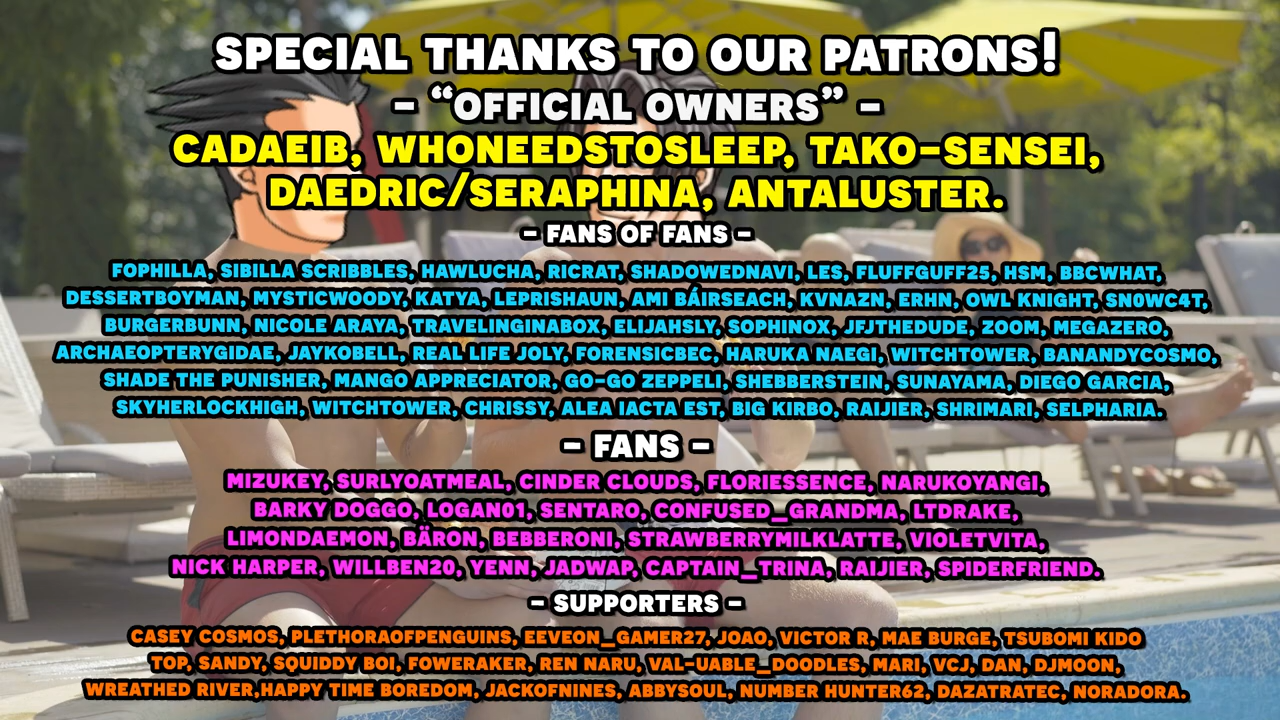 SPECIAL THANKS TO OUR PATRONS!
- “OFFICIAL OWNERS” -
CADAEIB, WHONEEDSTOSLEEP, TAKO-SENSEI,
DAEDRIC/SERAPHINA, ANTALUSTER.
- FANS OF FANS -
FOPHILLA, SIBILLA SCRIBBLES, HAWLUCHA, RICRAT, SHADOWEDNAVI, LES, FLUFFGUFF25, HSM, BBCWHAT,
DESSERTBOYMAN, MYSTICWOODY, KATYA, LEPRISHAUN, AMI BÁIRSEACH, KVNAZN, ERHN, OWL KNIGHT, SN0WC4T,
BURGERBUNN, NICOLE ARAYA, TRAVELINGINABOX, ELIJAHSLY, SOPHINOX, JFJTHEDUDE, ZOOM, MEGAZERO,
ARCHAEOPTERYGIDAE, JAYKOBELL, REAL LIFE JOLY, FORENSICBEC, HARUKA NAEGI, WITCHTOWER, BANANDYCOSMO,
SHADE THE PUNISHER, MANGO APPRECIATOR, GO-GO ZEPPELI, SHEBBERSTEIN, SUNAYAMA, DIEGO GARCIA,
SKYHERLOCKHIGH, WITCHTOWER, CHRISSY, ALEA IACTA EST, BIG KIRBO, RAIJIER, SHRIMARI, SELPHARIA.
- FANS -
MIZUKEY, SURLYOATMEAL, CINDER CLOUDS, FLORIESSENCE, NARUKOYANGI,
BARKY DOGGO, LOGAN01, SENTARO, CONFUSED_GRANDMA, LTDRAKE,
LIMONDAEMON, BÄRON, BEBBERONI, STRAWBERRYMILKLATTE, VIOLETVITA,
NICK HARPER, WILLBEN20, YENN, JADWAP, CAPTAIN_TRINA, RAIJIER, SPIDERFRIEND.
- SUPPORTERS -
CASEY COSMOS, PLETHORAOFPENGUINS, EEVEON_GAMER27, JOAO, VICTOR R, MAE BURGE, TSUBOMI KIDO
TOP, SANDY, SQUIDDY BOI, FOWERAKER, REN NARU, VAL-UABLE_DOODLES, MARI, VCJ, DAN, DJMOON,
WREATHED RIVER,HAPPY TIME BOREDOM, JACKOFNINES, ABBYSOUL, NUMBER HUNTER62, DAZATRATEC, NORADORA.